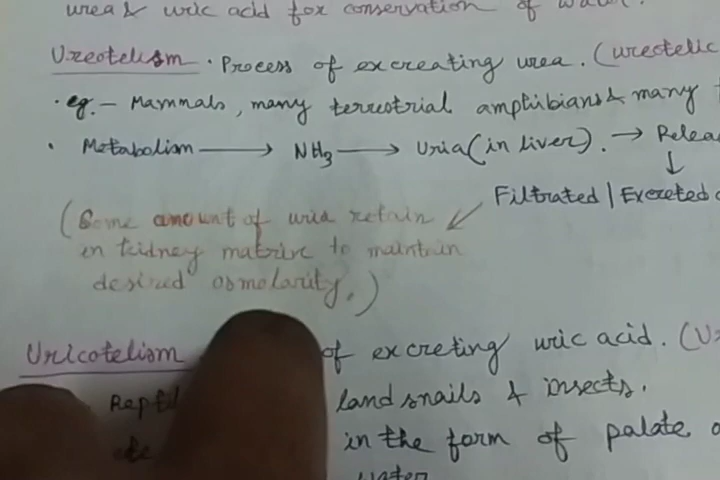 urea & uric acid for conservation of water.
Ureotelism . Process of excreating urea. (ureotelic
. eg. - Mammals, many terrestrial amphibians & many
. Metabolism → NH3 → Uria (in liver). → Relea
↓
Filtrated | Excreted
(Some amount of uria retain ↙
in kidney matrix to maintain
desired osmolarity.)
Uricotelism of excreting uric acid. (U
Rept land snails & insects.
in the form of palate
water